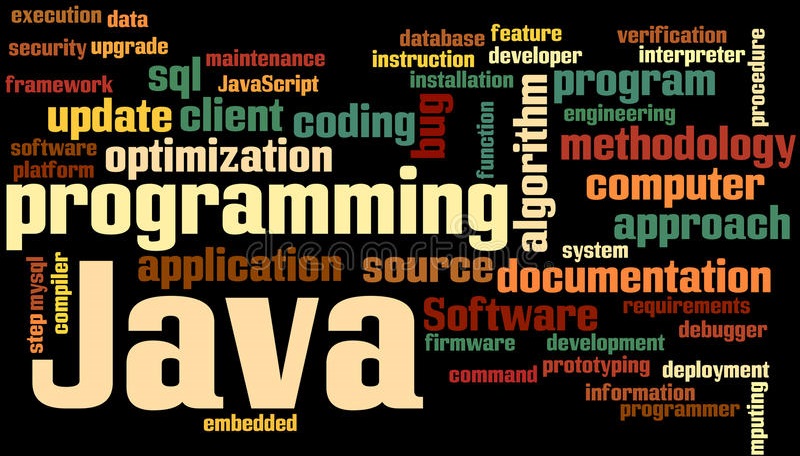 execution data
security upgrade
framework
sql
maintenance
JavaScript
update
client
coding
software
platform
optimization
database
feature
instruction
developer
installation
bug
function
algorithm
verification
interpreter
procedure
program
engineering
methodology
computer
approach
programming
system
application
source
documentation
step
mysql
compiler
Java
Software
requirements
debugger
firmware
development
command
prototyping
deployment
information
programmer
mputing
embedded
dreamstime